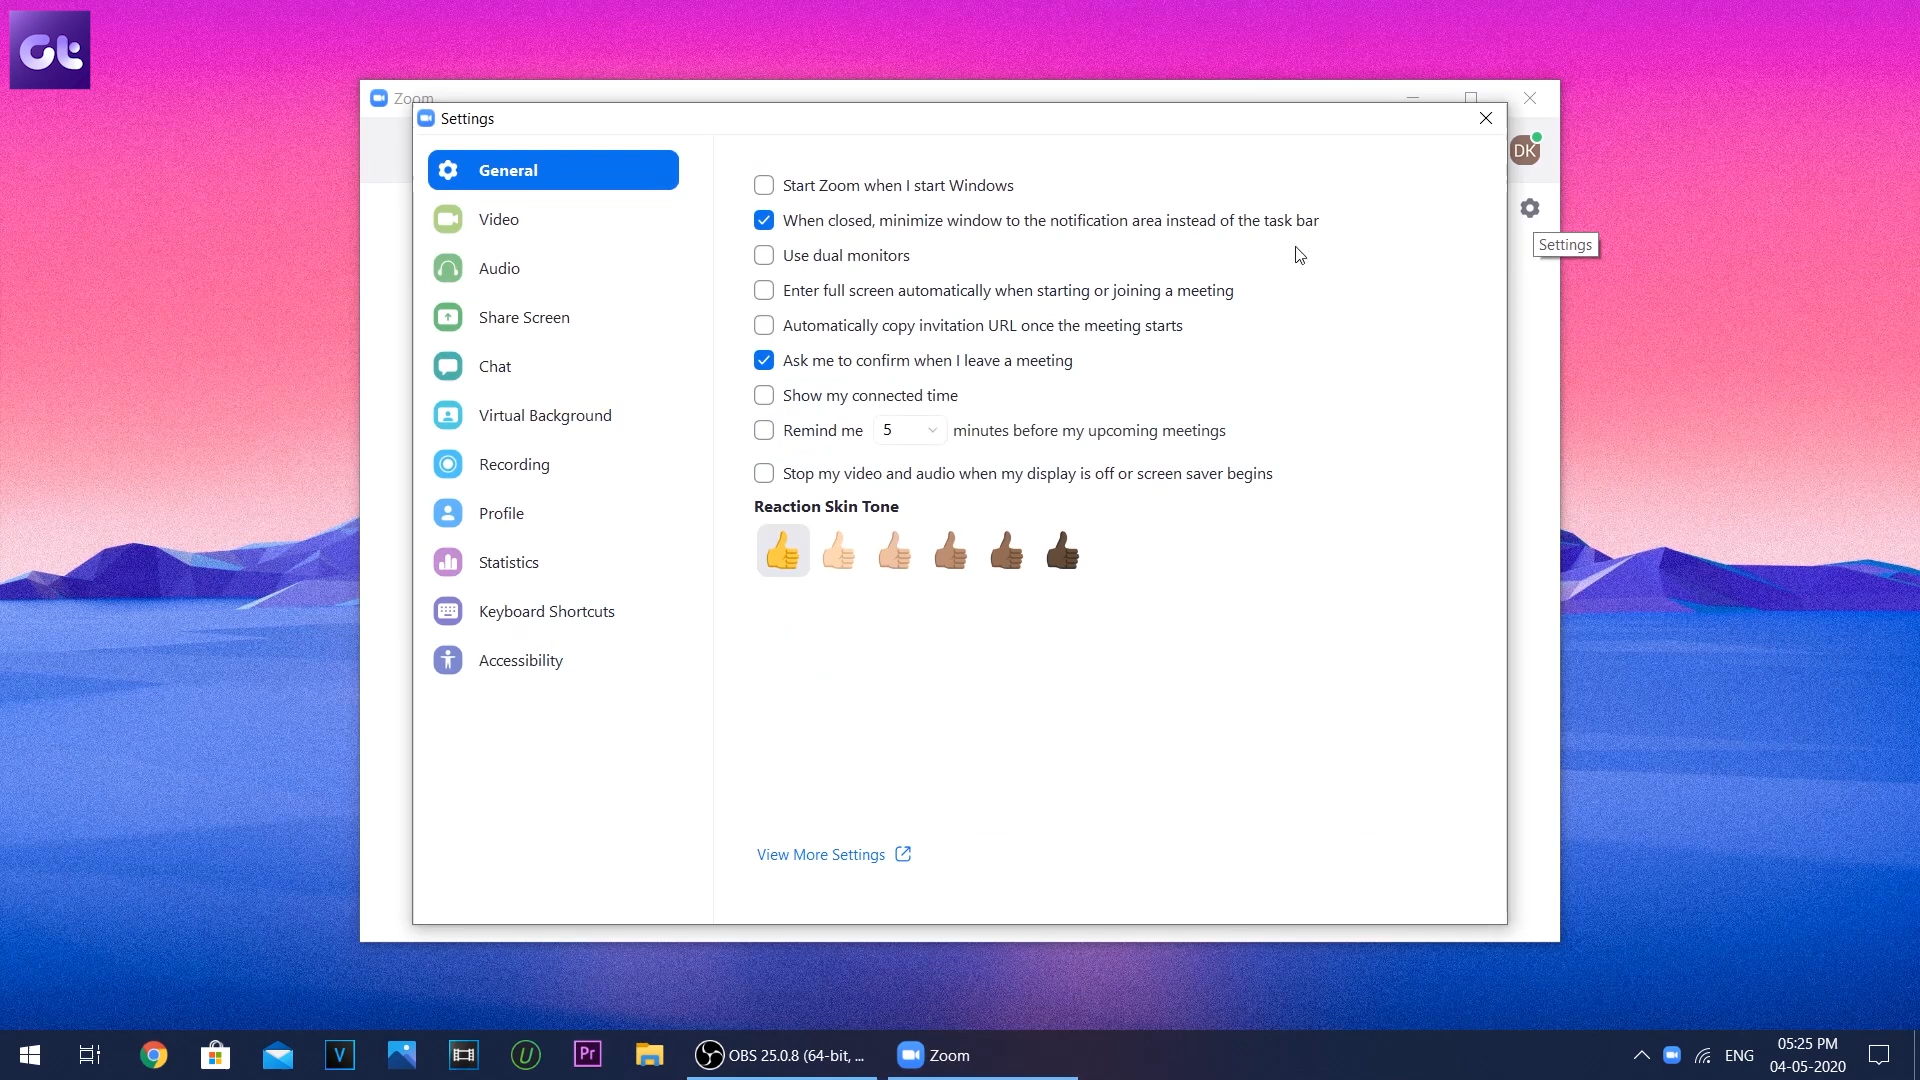 Gt
Zoom
Settings
DK
General
Video
Audio
Share Screen
Chat
Virtual Background
Recording
Profile
Statistics
Keyboard Shortcuts
Accessibility
Start Zoom when I start Windows
When closed, minimize window to the notification area instead of the task bar
Use dual monitors
Enter full screen automatically when starting or joining a meeting
Automatically copy invitation URL once the meeting starts
Ask me to confirm when I leave a meeting
Show my connected time
Remind me 5 minutes before my upcoming meetings
Stop my video and audio when my display is off or screen saver begins
Reaction Skin Tone
View More Settings
Settings
V
U
Pr
OBS 25.0.8 (64-bit, ...
Zoom
ENG
05:25 PM
04-05-2020